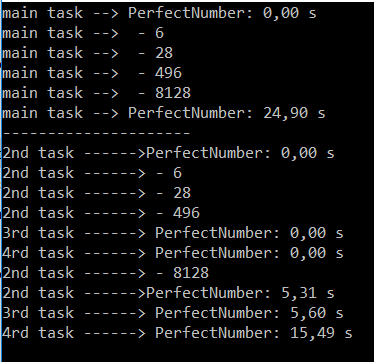 main task --> PerfectNumber: 0,00 s
main task -->  - 6
main task -->  - 28
main task -->  - 496
main task -->  - 8128
main task --> PerfectNumber: 24,90 s
---------------------
2nd task ------>PerfectNumber: 0,00 s
2nd task ------> - 6
2nd task ------> - 28
2nd task ------> - 496
3rd task ------> PerfectNumber: 0,00 s
4rd task ------> PerfectNumber: 0,00 s
2nd task ------> - 8128
2nd task ------>PerfectNumber: 5,31 s
3rd task ------> PerfectNumber: 5,60 s
4rd task ------> PerfectNumber: 15,49 s